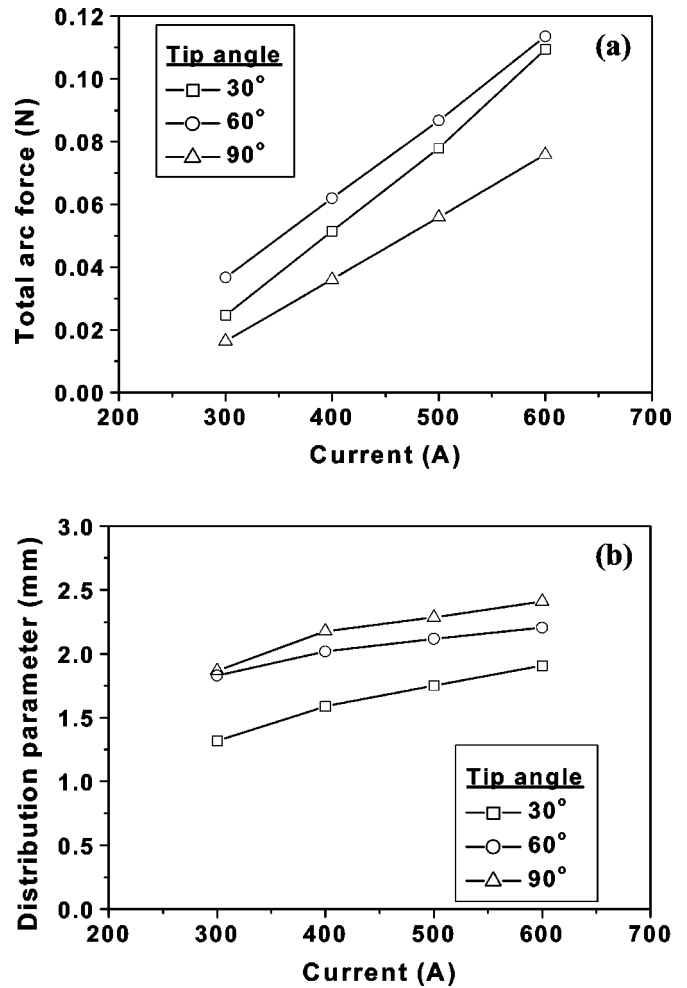 0.12
(a)
Tip angle
30°
60°
90°
0.10
0.08
0.06
0.04
0.02
0.00
Total arc force (N)
200 300 400 500 600 700
Current (A)
3.0
(b)
2.5
2.0
1.5
1.0
0.5
0.0
Distribution parameter (mm)
Tip angle
30°
60°
90°
200 300 400 500 600 700
Current (A)